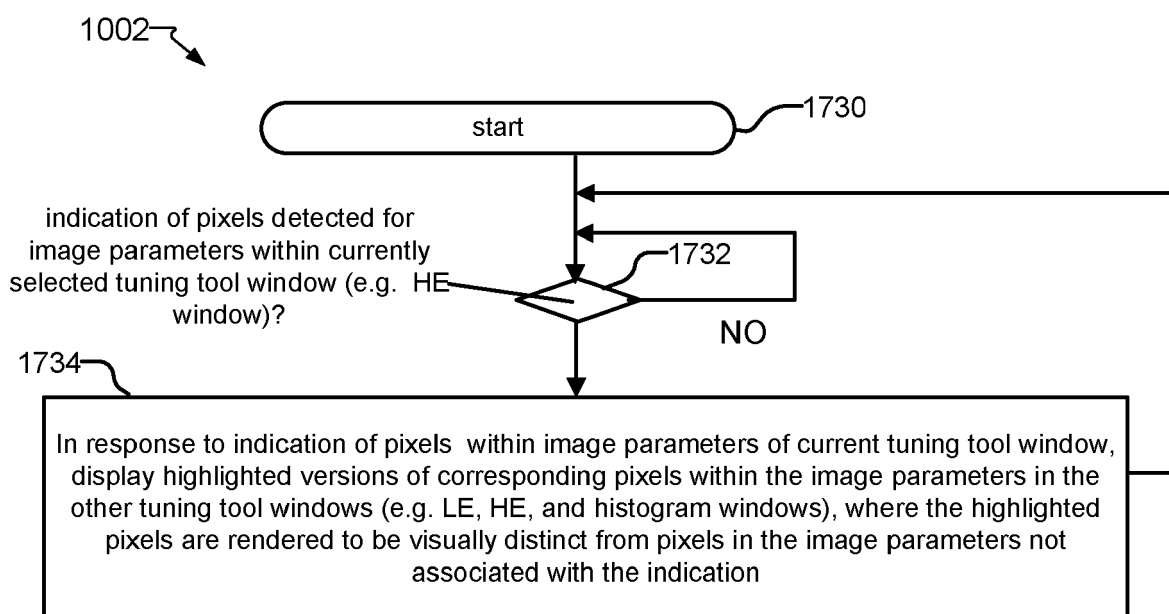 1002
start
1730
indication of pixels detected for
image parameters within currently
selected tuning tool window (e.g. HE
window)?
1732
NO
1734
In response to indication of pixels within image parameters of current tuning tool window,
display highlighted versions of corresponding pixels within the image parameters in the
other tuning tool windows (e.g. LE, HE, and histogram windows), where the highlighted
pixels are rendered to be visually distinct from pixels in the image parameters not
associated with the indication